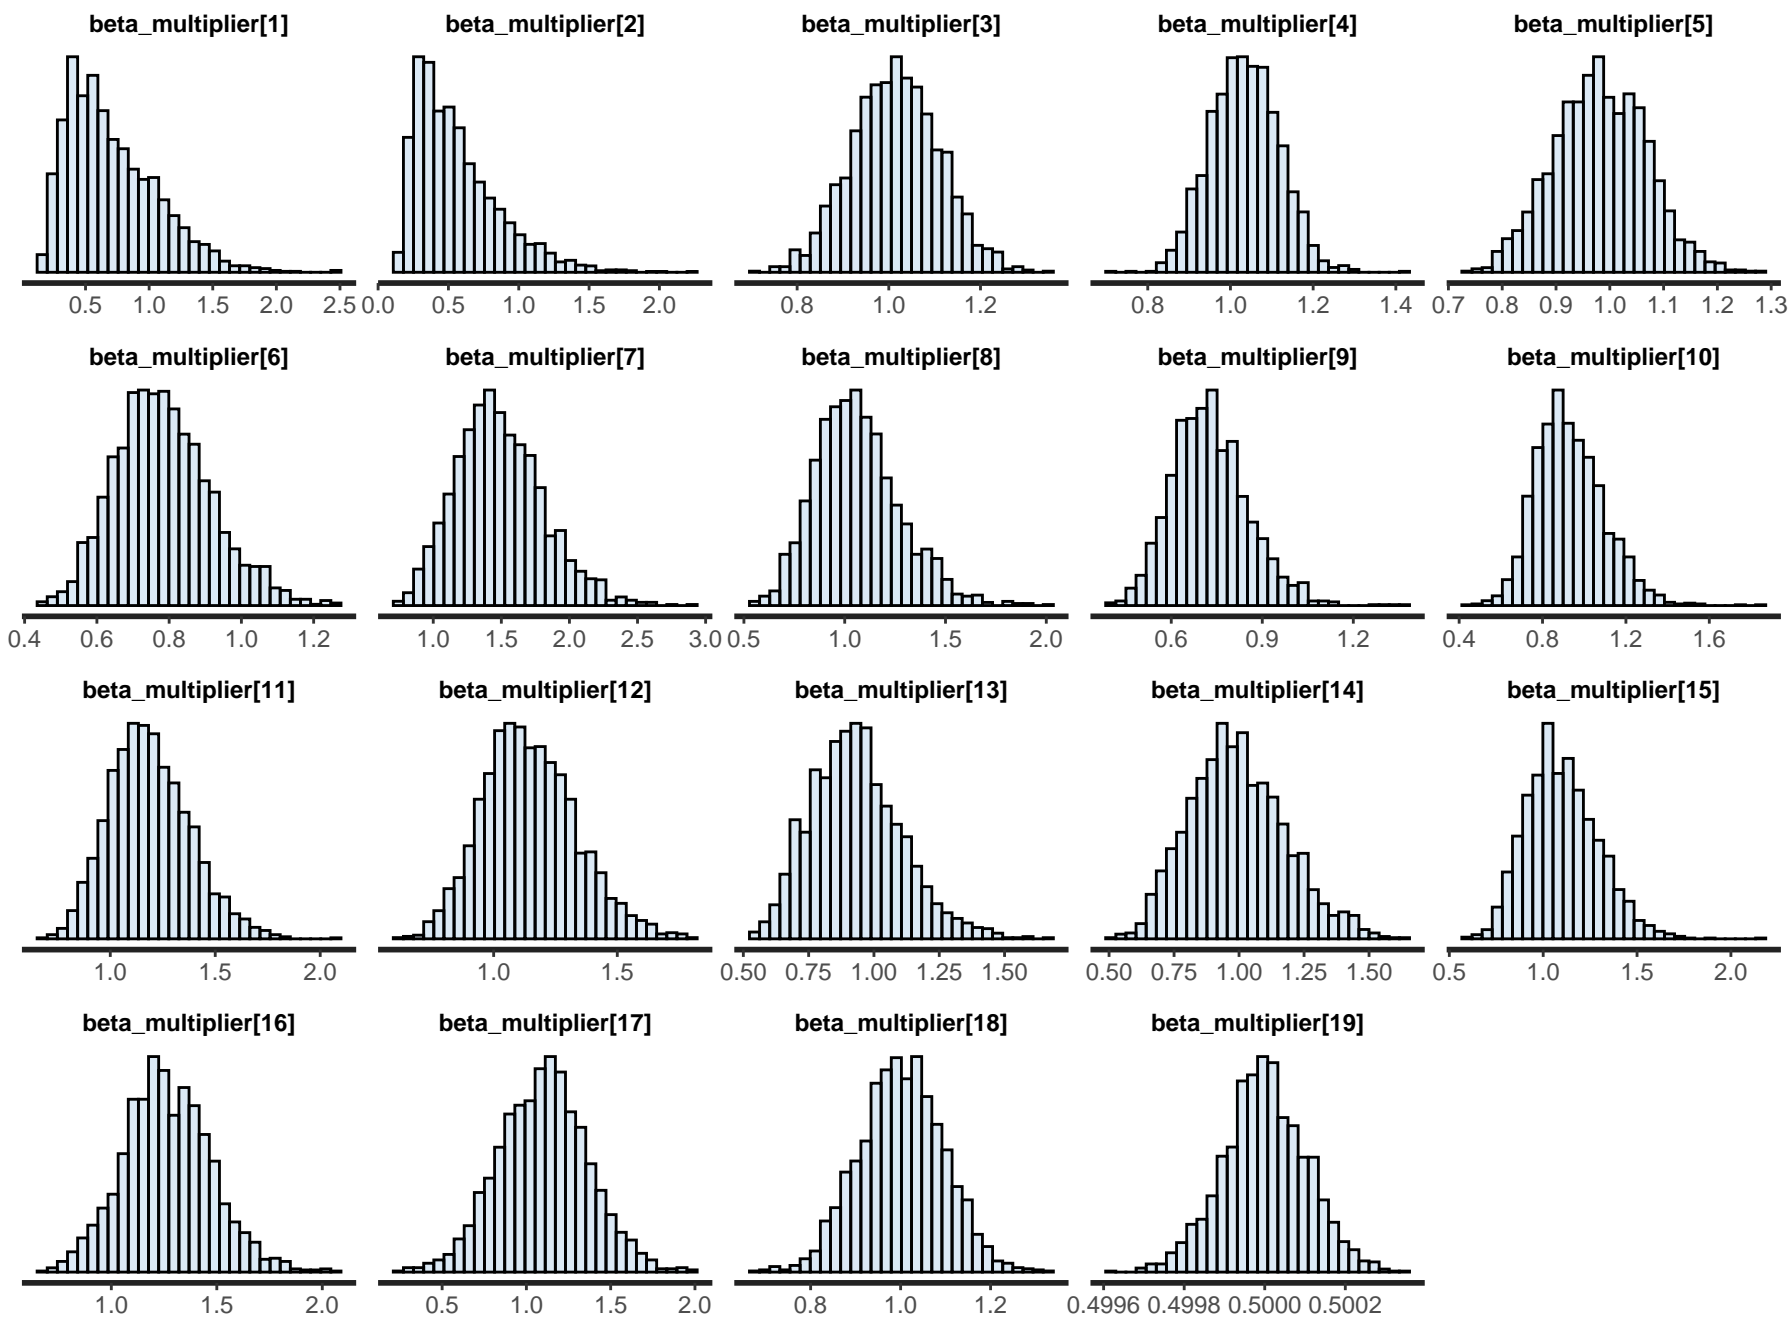 beta_multiplier[1] beta_multiplier[2] beta_multiplier[3] beta_multiplier[4] beta_multiplier[5]
0.5 1.0 1.5 2.0 2.5 0.0 0.5 1.0 1.5 2.0 0.8 1.0 1.2 0.8 1.0 1.2 1.4 0.7 0.8 0.9 1.0 1.1 1.2 1.3
beta_multiplier[6] beta_multiplier[7] beta_multiplier[8] beta_multiplier[9] beta_multiplier[10]
0.4 0.6 0.8 1.0 1.2 1.0 1.5 2.0 2.5 3.0 0.5 1.0 1.5 2.0 0.6 0.9 1.2 0.4 0.8 1.2 1.6
beta_multiplier[11] beta_multiplier[12] beta_multiplier[13] beta_multiplier[14] beta_multiplier[15]
1.0 1.5 2.0 1.0 1.5 0.50 0.75 1.00 1.25 1.50 0.50 0.75 1.00 1.25 1.50 0.5 1.0 1.5 2.0
beta_multiplier[16] beta_multiplier[17] beta_multiplier[18] beta_multiplier[19]
1.0 1.5 2.0 0.5 1.0 1.5 2.0 0.8 1.0 1.2 0.4996 0.4998 0.5000 0.5002